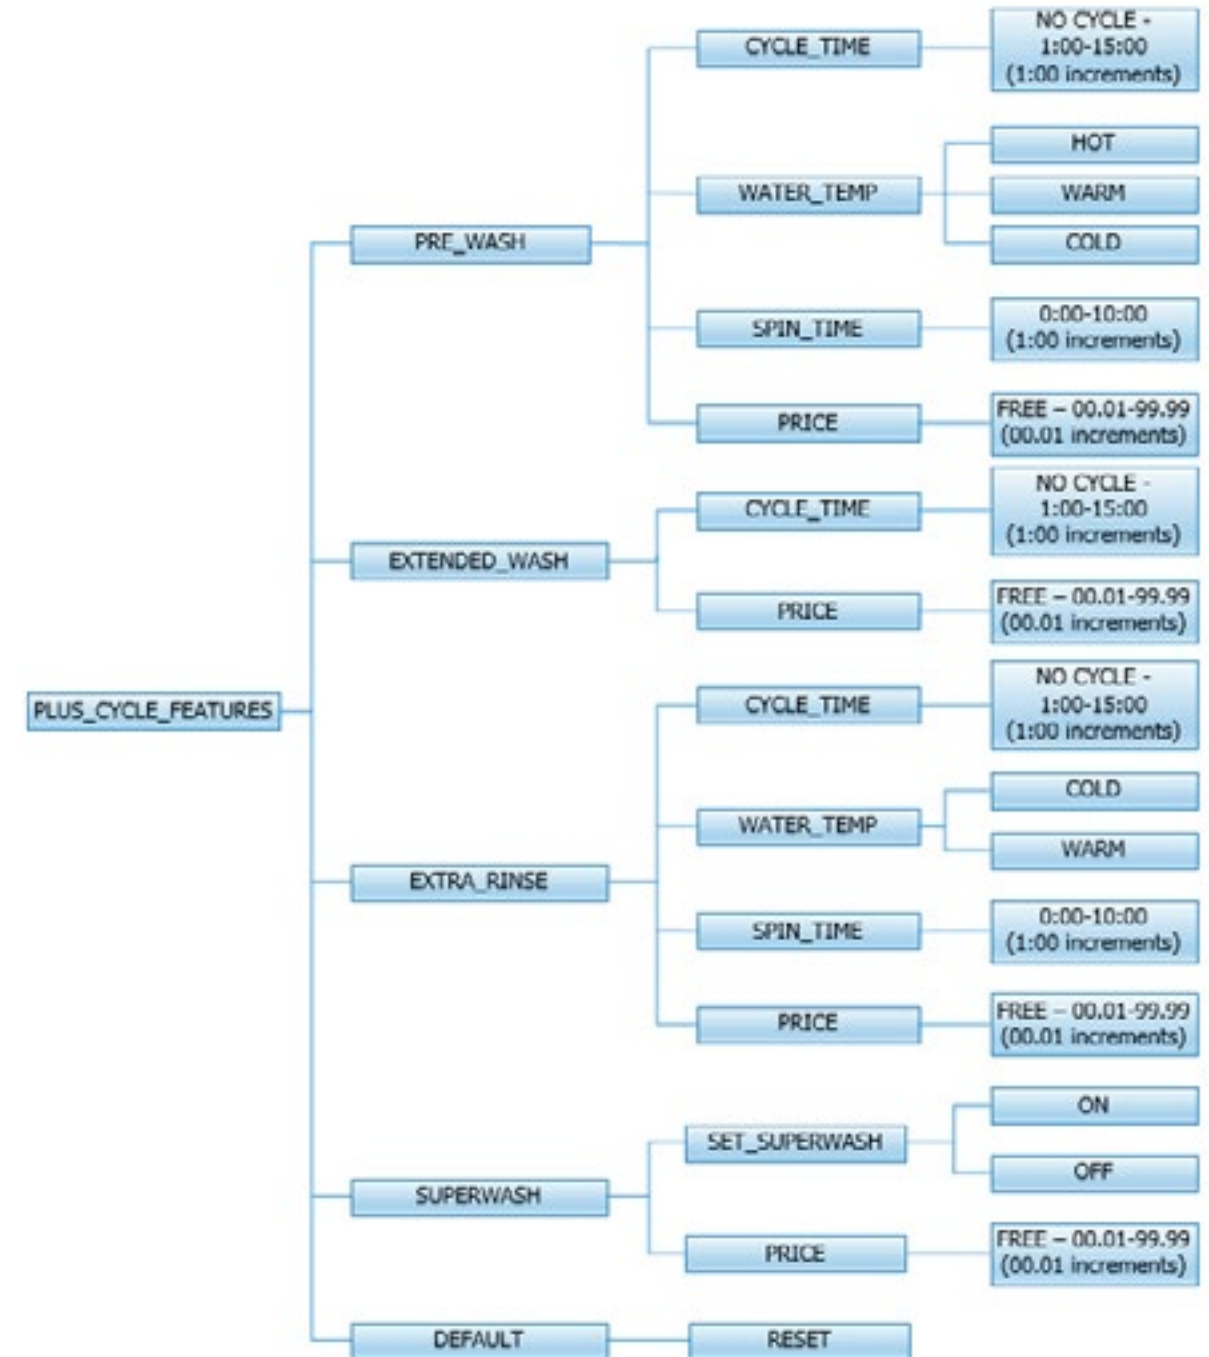 PLUS_CYCLE_FEATURES
PRE_WASH
CYCLE_TIME
NO CYCLE -
1:00-15:00
(1:00 increments)
WATER_TEMP
HOT
WARM
COLD
SPIN_TIME
0:00-10:00
(1:00 increments)
PRICE
FREE – 00.01-99.99
(00.01 increments)
EXTENDED_WASH
CYCLE_TIME
NO CYCLE -
1:00-15:00
(1:00 increments)
PRICE
FREE – 00.01-99.99
(00.01 increments)
EXTRA_RINSE
CYCLE_TIME
NO CYCLE -
1:00-15:00
(1:00 increments)
WATER_TEMP
COLD
WARM
SPIN_TIME
0:00-10:00
(1:00 increments)
PRICE
FREE – 00.01-99.99
(00.01 increments)
SUPERWASH
SET_SUPERWASH
ON
OFF
PRICE
FREE – 00.01-99.99
(00.01 increments)
DEFAULT
RESET